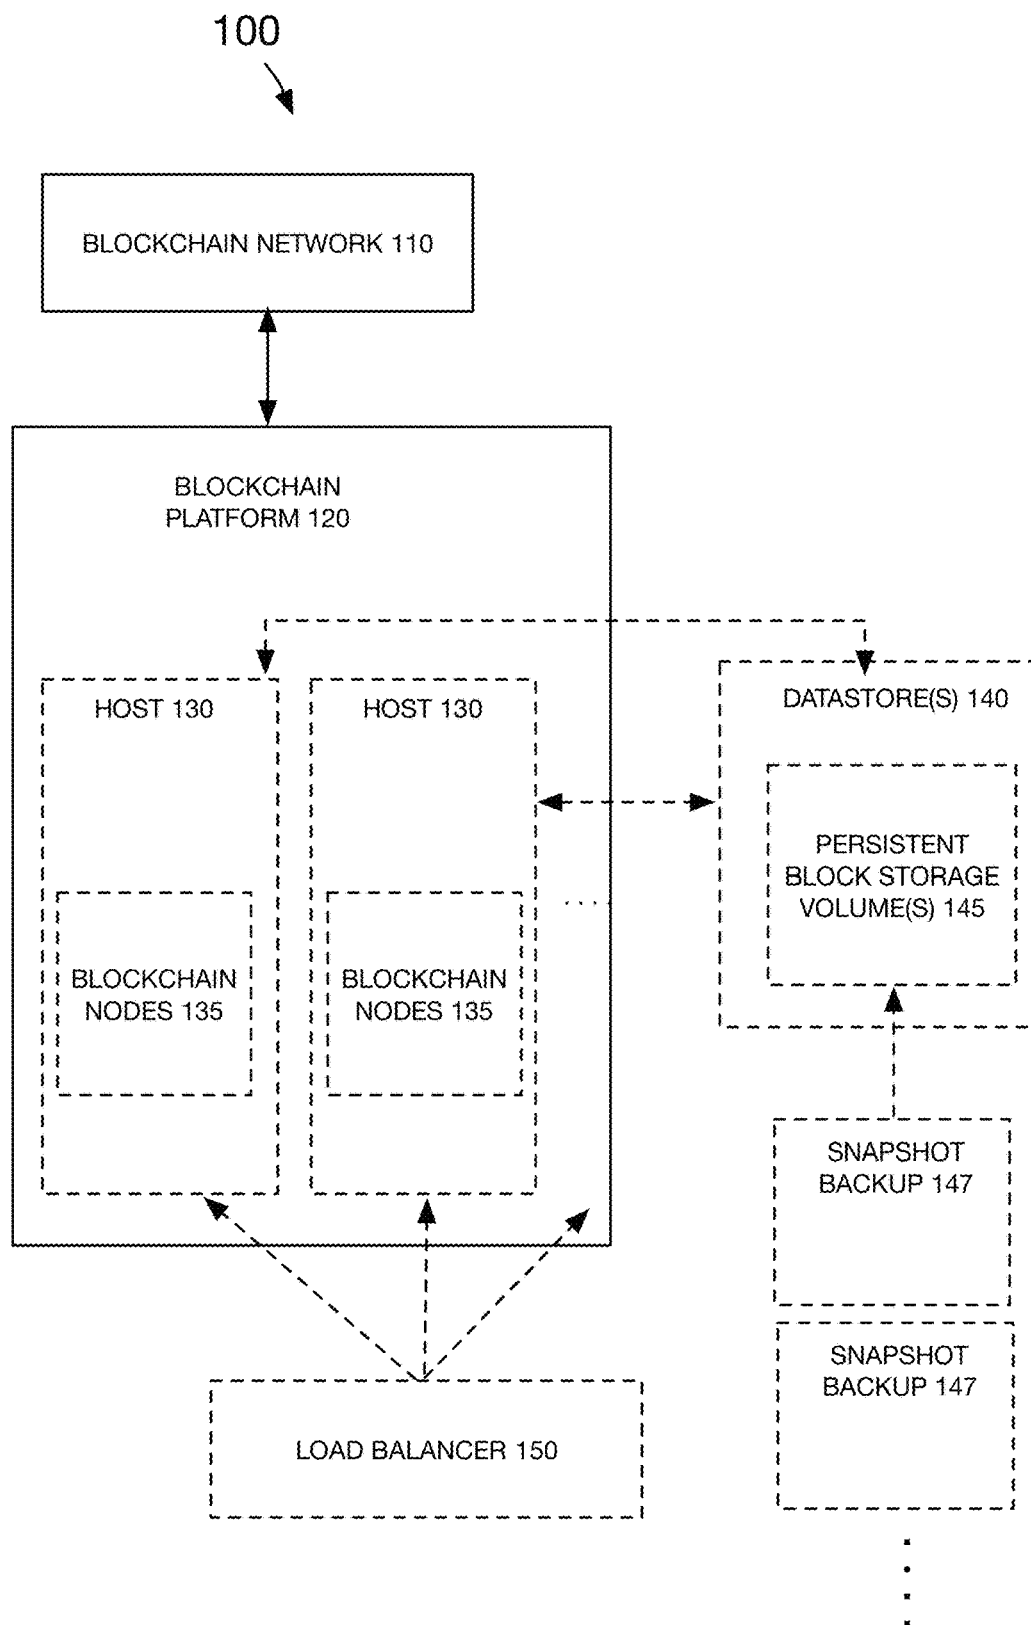 100
BLOCKCHAIN NETWORK 110
BLOCKCHAIN
PLATFORM 120
HOST 130
HOST 130
DATASTORE(S) 140
PERSISTENT
BLOCK STORAGE
VOLUME(S) 145
BLOCKCHAIN
NODES 135
BLOCKCHAIN
NODES 135
SNAPSHOT
BACKUP 147
SNAPSHOT
BACKUP 147
LOAD BALANCER 150